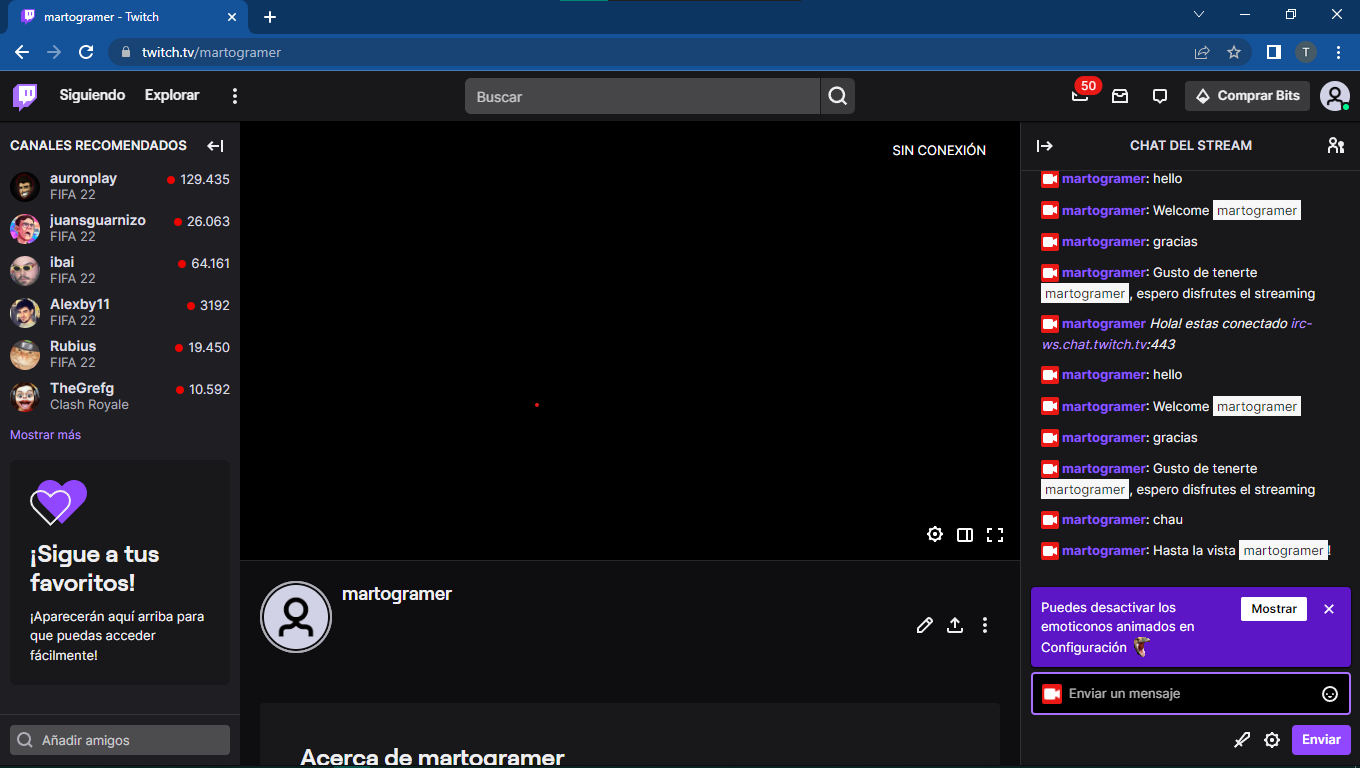 martogramer - Twitch
twitch.tv/martogramer
T
Siguiendo
Explorar
Buscar
50
Comprar Bits
CANALES RECOMENDADOS
auronplay 129.435
FIFA 22
juansguarnizo 26.063
FIFA 22
ibai 64.161
FIFA 22
Alexby11 3192
FIFA 22
Rubius 19.450
FIFA 22
TheGrefg 10.592
Clash Royale
Mostrar más
¡Sigue a tus
favoritos!
¡Aparecerán aquí arriba para
que puedas acceder
fácilmente!
Añadir amigos
SIN CONEXIÓN
martogramer
Acerca de martogramer
CHAT DEL STREAM
martogramer: hello
martogramer: Welcome martogramer
martogramer: gracias
martogramer: Gusto de tenerte
martogramer, espero disfrutes el streaming
martogramer Hola! estas conectado irc-
ws.chat.twitch.tv:443
martogramer: hello
martogramer: Welcome martogramer
martogramer: gracias
martogramer: Gusto de tenerte
martogramer, espero disfrutes el streaming
martogramer: chau
martogramer: Hasta la vista martogramer!
Puedes desactivar los
emoticonos animados en
Configuración
Mostrar
Enviar un mensaje
Enviar